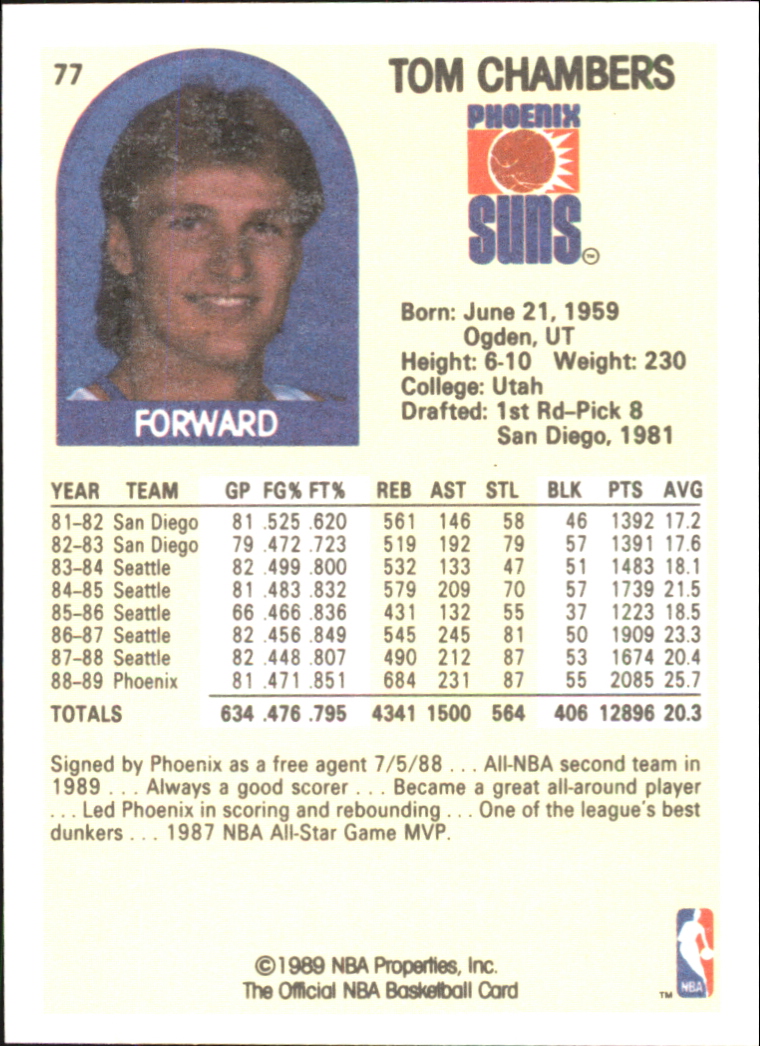 77
TOM CHAMBERS
PHOENIX
SUNS
TM
Born: June 21, 1959
Ogden, UT
Height: 6-10 Weight: 230
College: Utah
Drafted: 1st Rd–Pick 8
San Diego, 1981
FORWARD
YEAR TEAM GP FG% FT% REB AST STL BLK PTS AVG
81–82 San Diego 81 .525 .620 561 146 58 46 1392 17.2
82–83 San Diego 79 .472 .723 519 192 79 57 1391 17.6
83–84 Seattle 82 .499 .800 532 133 47 51 1483 18.1
84–85 Seattle 81 .483 .832 579 209 70 57 1739 21.5
85–86 Seattle 66 .466 .836 431 132 55 37 1223 18.5
86–87 Seattle 82 .456 .849 545 245 81 50 1909 23.3
87–88 Seattle 82 .448 .807 490 212 87 53 1674 20.4
88–89 Phoenix 81 .471 .851 684 231 87 55 2085 25.7
TOTALS 634 .476 .795 4341 1500 564 406 12896 20.3
Signed by Phoenix as a free agent 7/5/88 . . . All-NBA second team in
1989 . . . Always a good scorer . . . Became a great all-around player
. . . Led Phoenix in scoring and rebounding . . . One of the league's best
dunkers . . . 1987 NBA All-Star Game MVP.
©1989 NBA Properties, Inc.
The Official NBA Basketball Card
TM
NBA